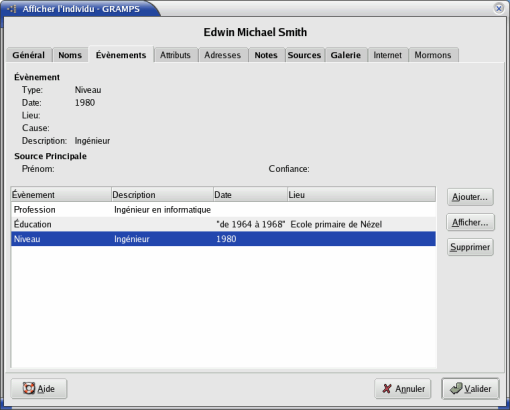 Afficher l'Individu - GRAMPS
Edwin Michael Smith
Général Noms Évènements Attributs Adresses Notes Sources Galerie Internet Mormons
Évènement
Type: Niveau
Date: 1980
Lieu:
Cause:
Description: Ingénieur
Source Principale
Prénom: Confiance:
Évènement Description Date Lieu
Profession Ingénieur en informatique
Éducation "de 1964 à 1968" Ecole primaire de Nézel
Niveau Ingénieur 1980
Ajouter...
Afficher...
Supprimer
Aide Annuler Valider